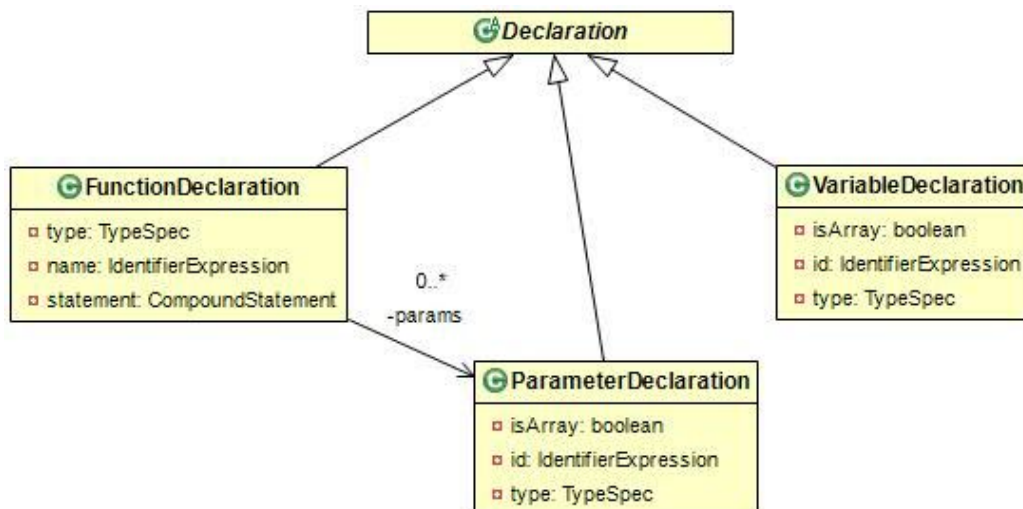 Declaration
FunctionDeclaration
type: TypeSpec
name: IdentifierExpression
statement: CompoundStatement
0..*
-params
VariableDeclaration
isArray: boolean
id: IdentifierExpression
type: TypeSpec
ParameterDeclaration
isArray: boolean
id: IdentifierExpression
type: TypeSpec